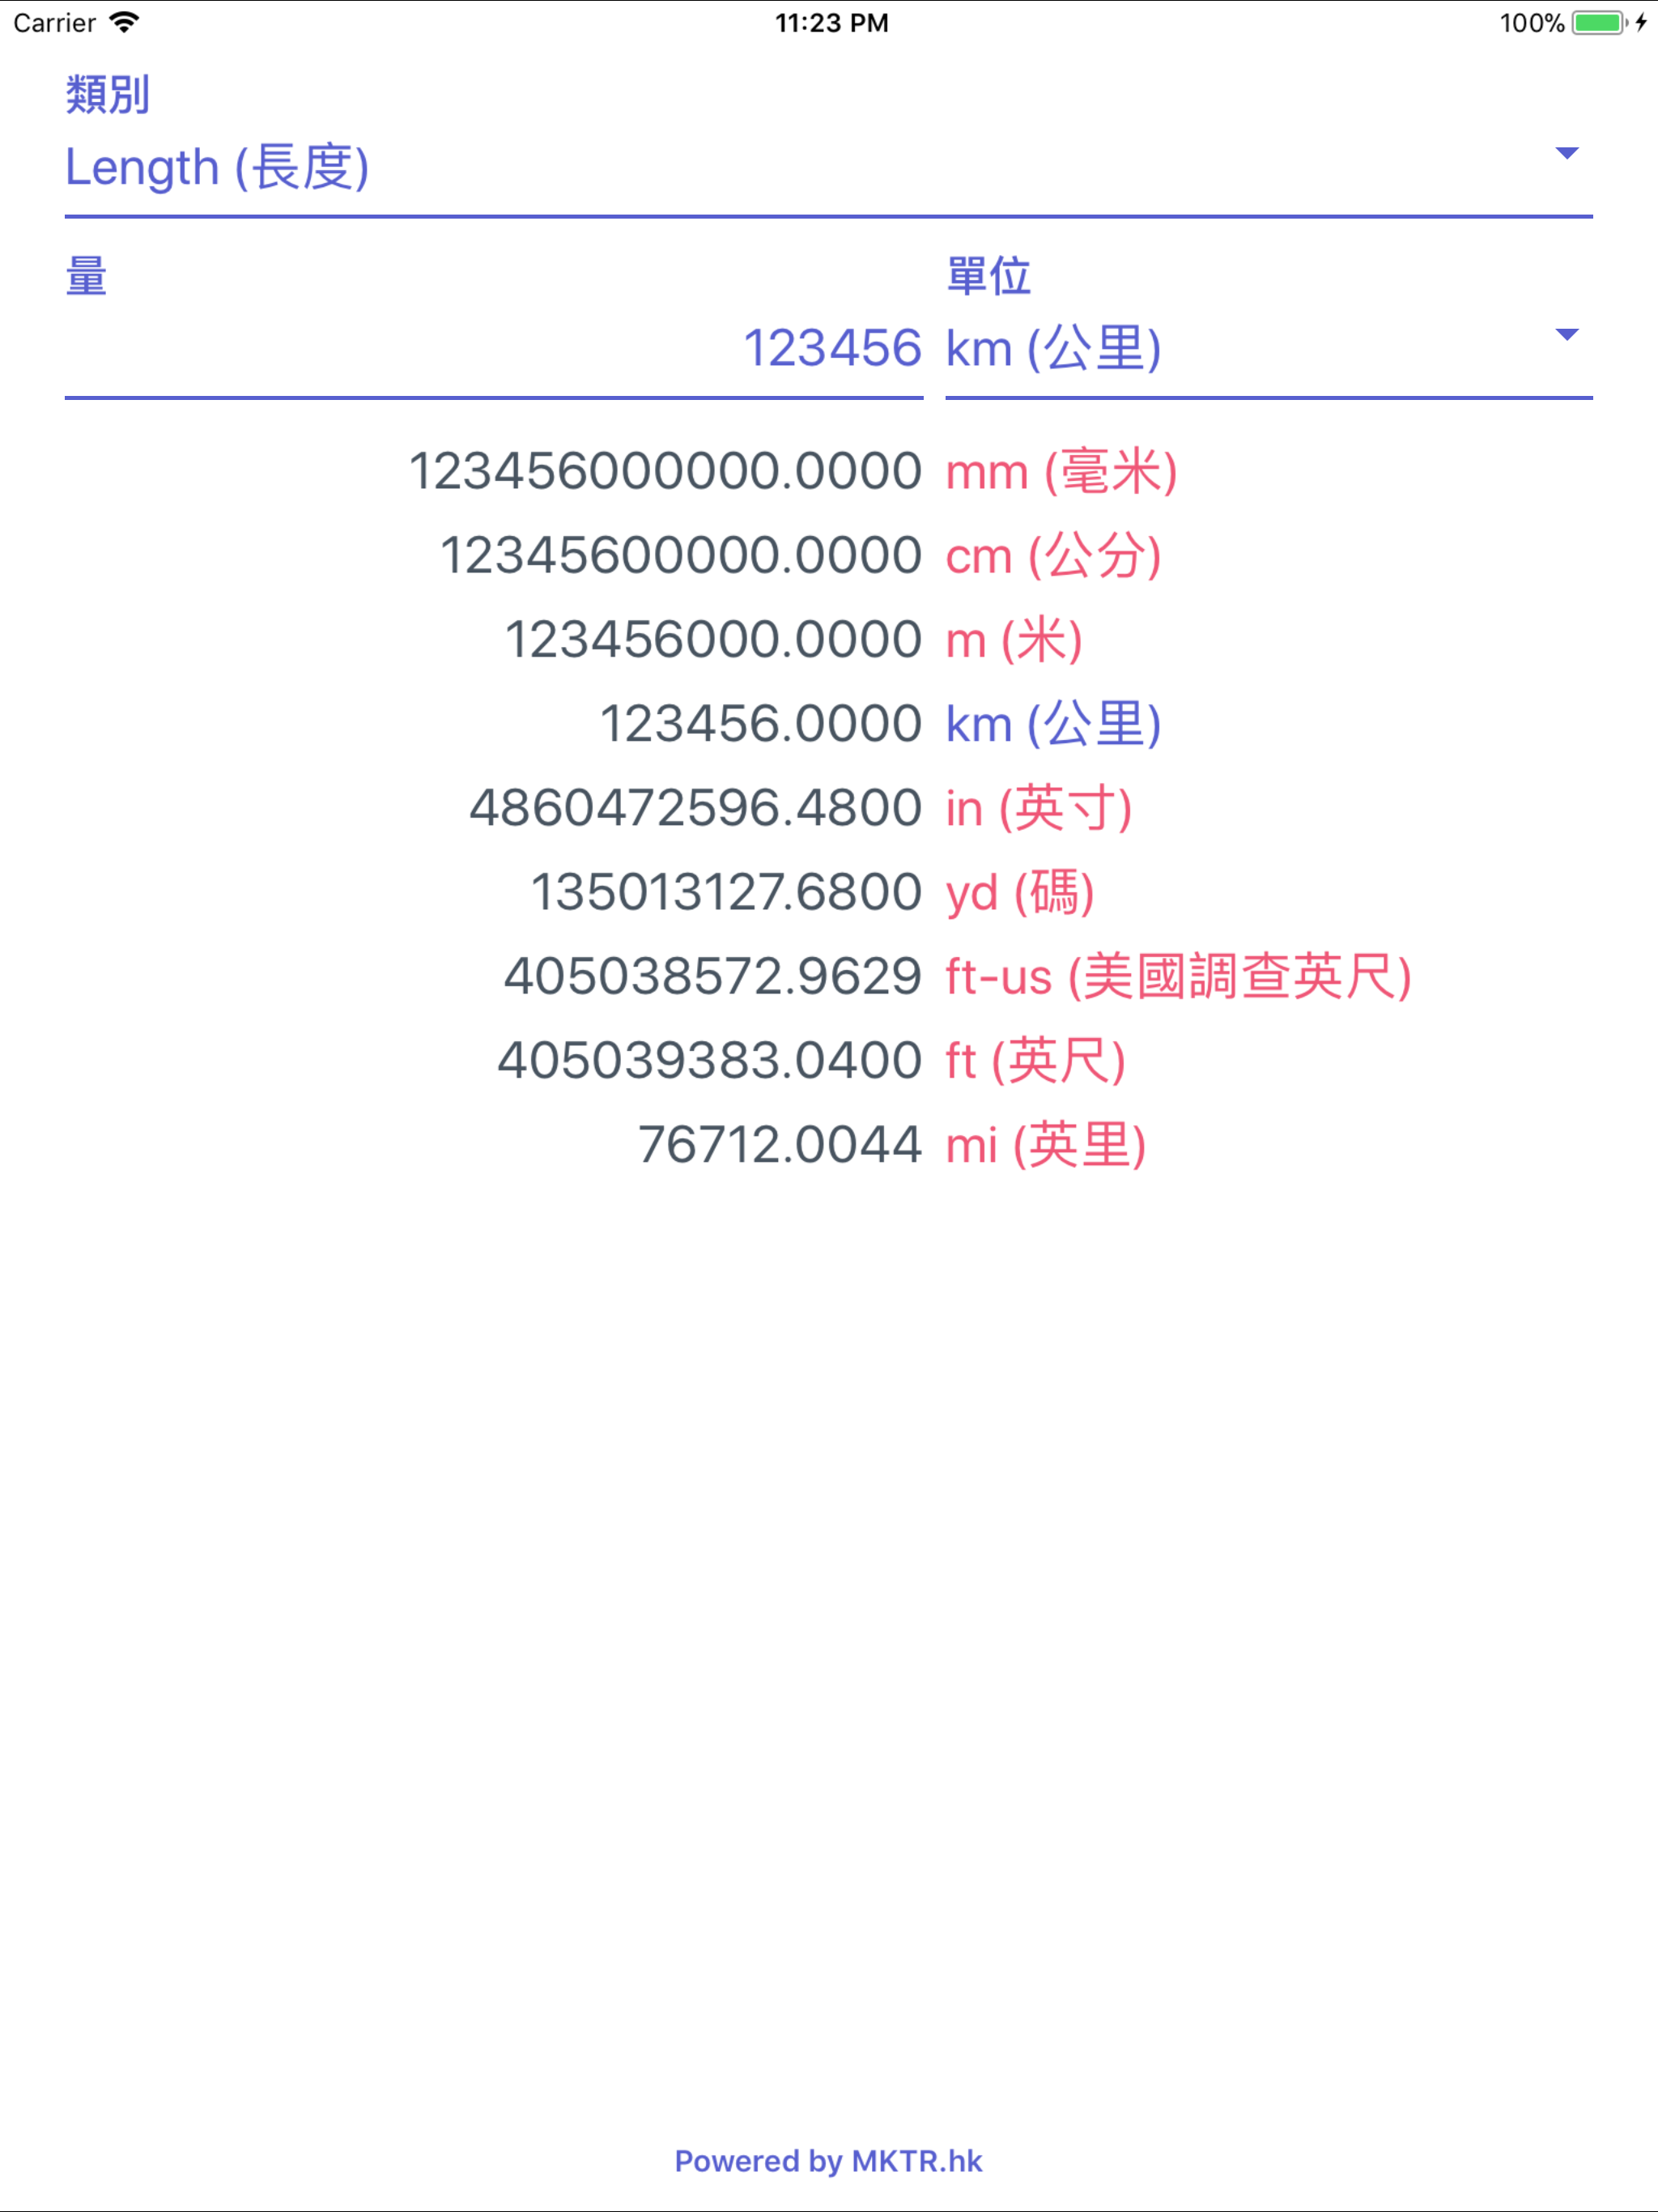 Carrier 11:23 PM 100%
類別
Length (長度)
量 單位
123456 km (公里)
123456000000.0000 mm (毫米)
12345600000.0000 cm (公分)
123456000.0000 m (米)
123456.0000 km (公里)
4860472596.4800 in (英寸)
135013127.6800 yd (碼)
405038572.9629 ft-us (美國調查英尺)
405039383.0400 ft (英尺)
76712.0044 mi (英里)
Powered by MKTR.hk